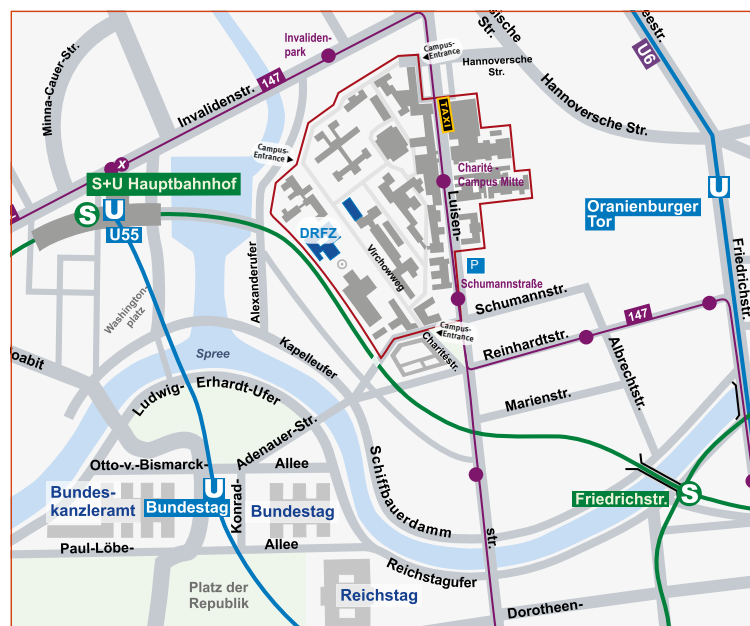 Invaliden-
park
Campus-
Entrance
Hannoversche
Str.
U6
Minna-Cauer-Str.
147
Invalidenstr.
TAXI
Hannoversche Str.
Campus-
Entrance
x
S+U Hauptbahnhof
S
U
U55
Charité -
Campus Mitte
U
Oranienburger
Tor
Luisen-
DRFZ
Virchowweg
P
Schumannstraße
Schumannstr.
Friedrichstr.
Alexanderufer
Washington-
platz
147
Campus-
Entrance
Charitéstr.
Reinhardtstr.
Albrechtstr.
Spree
Kapelleufer
oabit
Ludwig-
Erhardt-Ufer
Marienstr.
Adenauer-Str.
Konrad-
Otto-v.-Bismarck-
Allee
Schiffbauerdamm
Bundes-
kanzleramt
U
Bundestag
Bundestag
Friedrichstr.
S
str.
Paul-Löbe-
Allee
Reichstagufer
Platz der
Republik
Reichstag
Dorotheen-